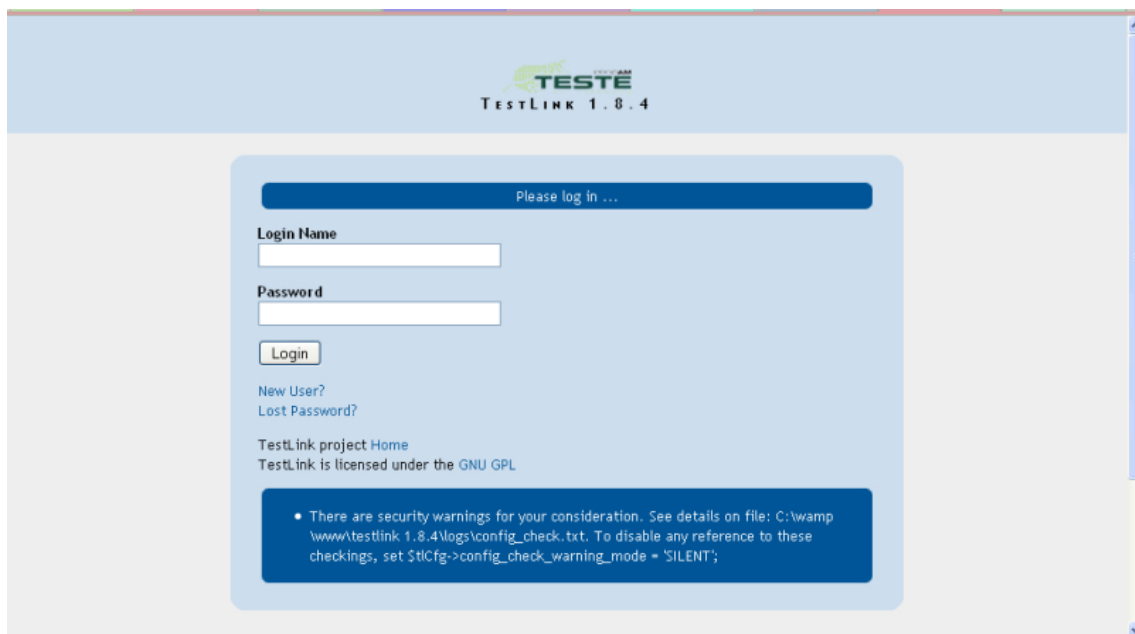 TESTE
TESTLINK 1.8.4
Please log in ...
Login Name
Password
Login
New User?
Lost Password?
TestLink project Home
TestLink is licensed under the GNU GPL
• There are security warnings for your consideration. See details on file: C:\wamp
\www\testlink 1.8.4\logs\config_check.txt. To disable any reference to these
checkings, set $tlCfg->config_check_warning_mode = 'SILENT';